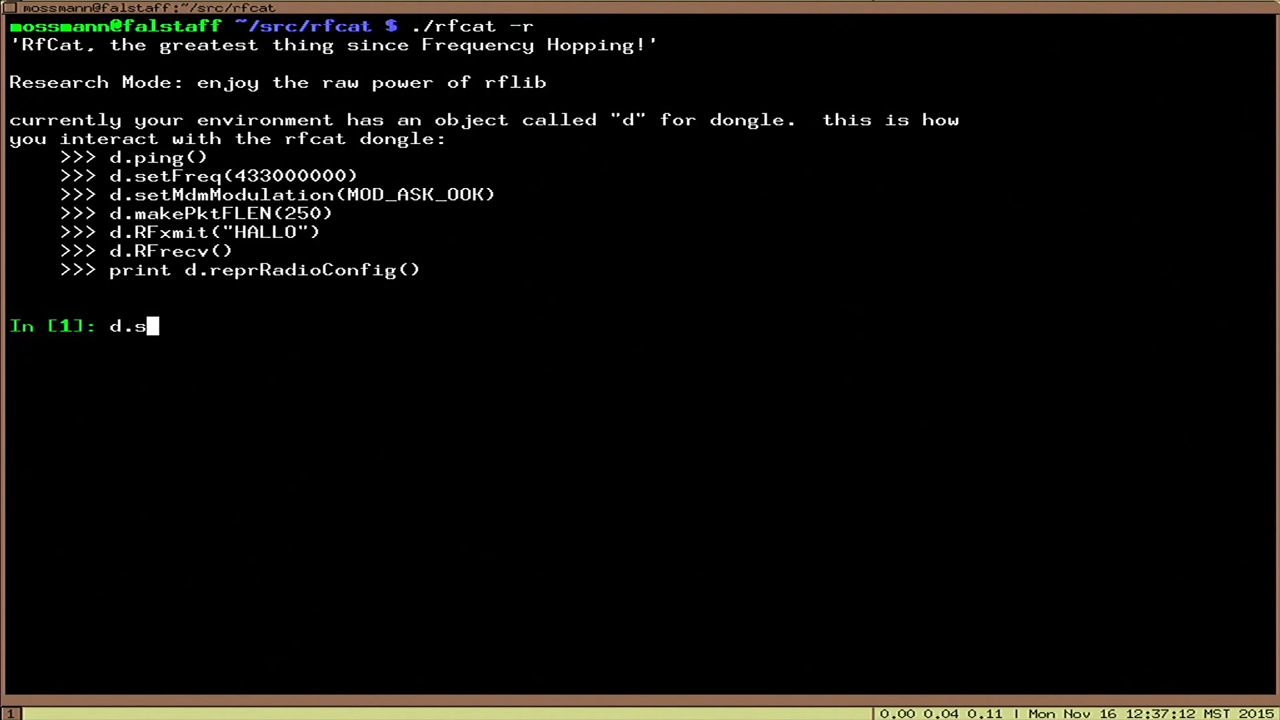 mossmann@falstaff:~/src/rfcat
mossmann@falstaff ~/src/rfcat $ ./rfcat -r
'RfCat, the greatest thing since Frequency Hopping!'
Research Mode: enjoy the raw power of rflib
currently your environment has an object called "d" for dongle.  this is how
you interact with the rfcat dongle:
>>> d.ping()
>>> d.setFreq(433000000)
>>> d.setMdmModulation(MOD_ASK_OOK)
>>> d.makePktFLEN(250)
>>> d.RFxmit("HALLO")
>>> d.RFrecv()
>>> print d.reprRadioConfig()
In [1]: d.s
1
0.00 0.04 0.11 | Mon Nov 16 12:37:12 MST 2015